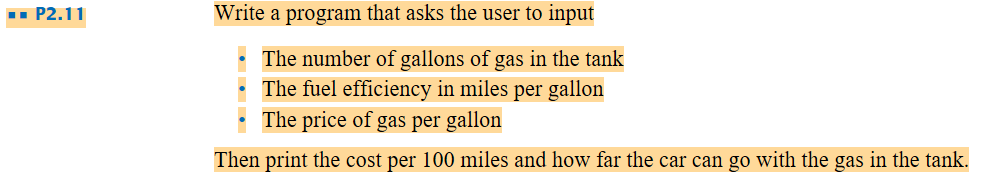 ■■ P2.11 Write a program that asks the user to input
• The number of gallons of gas in the tank
• The fuel efficiency in miles per gallon
• The price of gas per gallon
Then print the cost per 100 miles and how far the car can go with the gas in the tank.